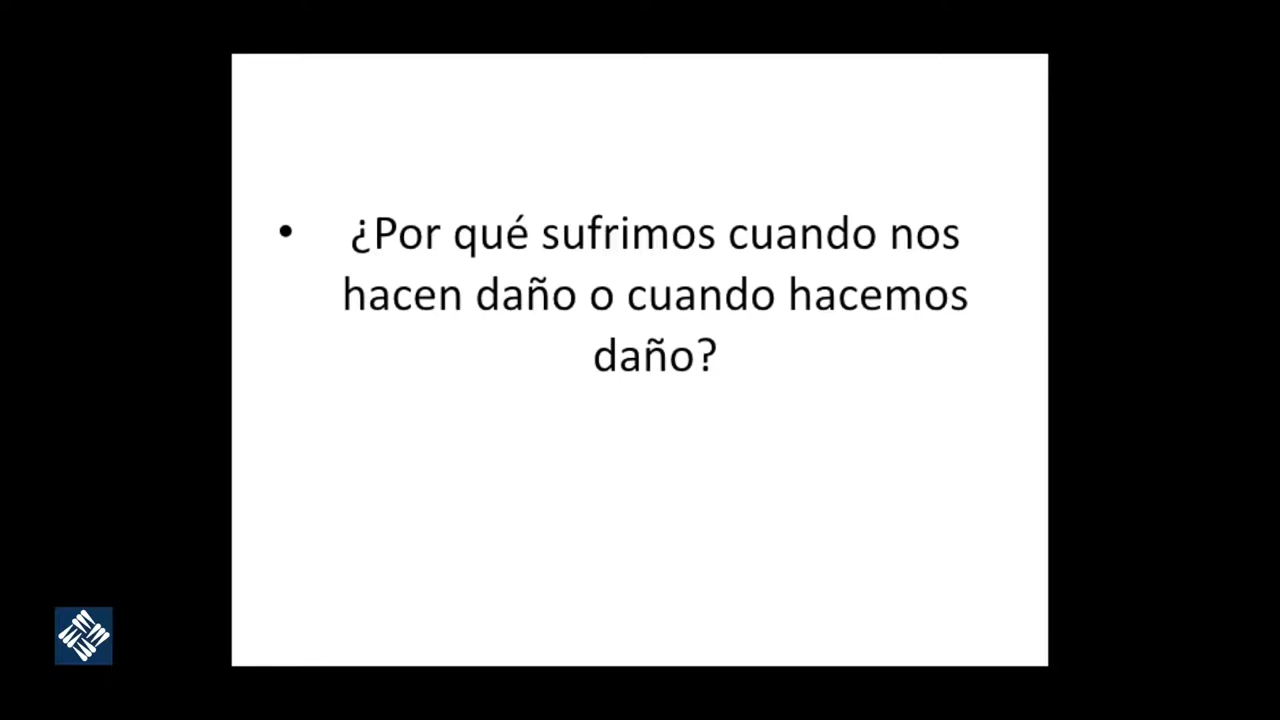 • ¿Por qué sufrimos cuando nos
hacen daño o cuando hacemos
daño?